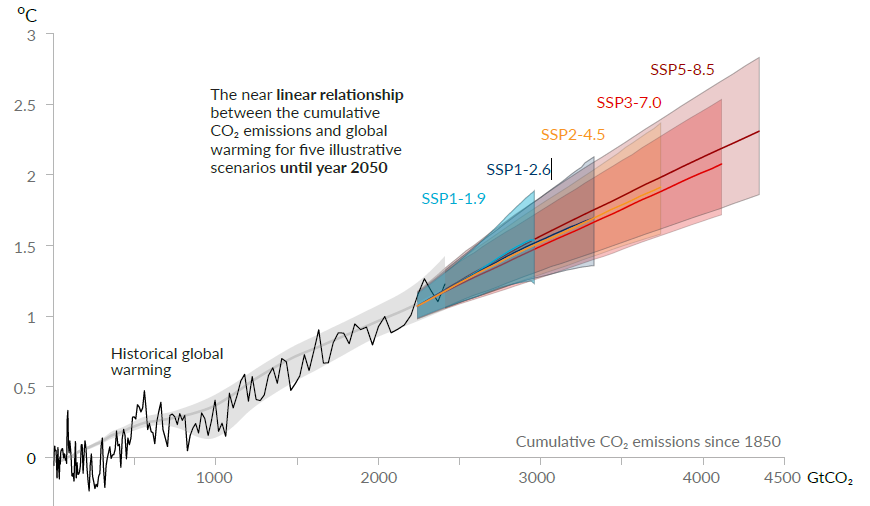 °C
3
SSP5-8.5
SSP3-7.0
The near linear relationship
between the cumulative
CO₂ emissions and global
warming for five illustrative
scenarios until year 2050
2.5
SSP2-4.5
SSP1-2.6
2
SSP1-1.9
1.5
1
Historical global
warming
0.5
Cumulative CO₂ emissions since 1850
0
1000
2000
3000
4000
4500 GtCO₂